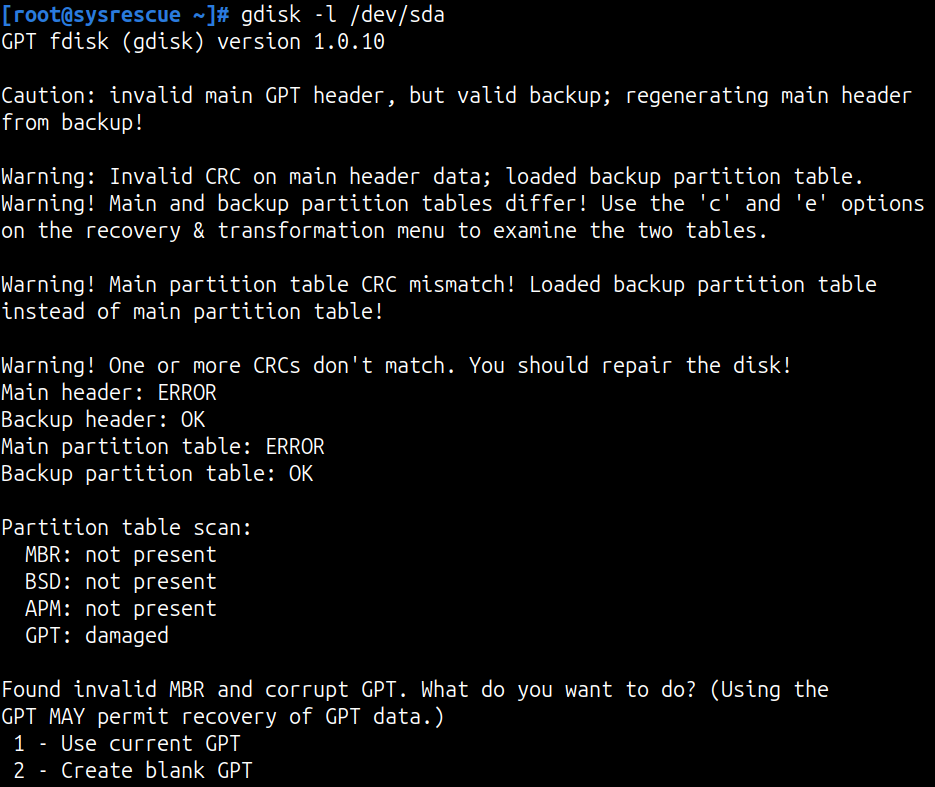 [root@sysrescue ~]# gdisk -l /dev/sda
GPT fdisk (gdisk) version 1.0.10

Caution: invalid main GPT header, but valid backup; regenerating main header
from backup!

Warning: Invalid CRC on main header data; loaded backup partition table.
Warning! Main and backup partition tables differ! Use the 'c' and 'e' options
on the recovery & transformation menu to examine the two tables.

Warning! Main partition table CRC mismatch! Loaded backup partition table
instead of main partition table!

Warning! One or more CRCs don't match. You should repair the disk!
Main header: ERROR
Backup header: OK
Main partition table: ERROR
Backup partition table: OK

Partition table scan:
  MBR: not present
  BSD: not present
  APM: not present
  GPT: damaged

Found invalid MBR and corrupt GPT. What do you want to do? (Using the
GPT MAY permit recovery of GPT data.)
 1 - Use current GPT
 2 - Create blank GPT